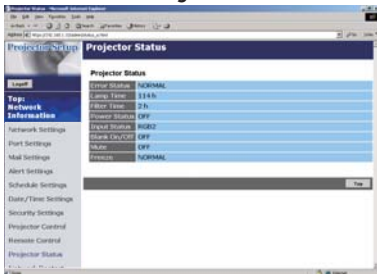 Projector Setup
Projector Status
Projector Status
Error Status NORMAL
Lamp Time 114 h
Filter Time 2 h
Power Status OFF
Input Status RGB2
Blank On/Off OFF
Mute OFF
Freeze NORMAL
Top
Logoff
Top:
Network
Information
Network Settings
Port Settings
Mail Settings
Alert Settings
Schedule Settings
Date/Time Settings
Security Settings
Projector Control
Remote Control
Projector Status